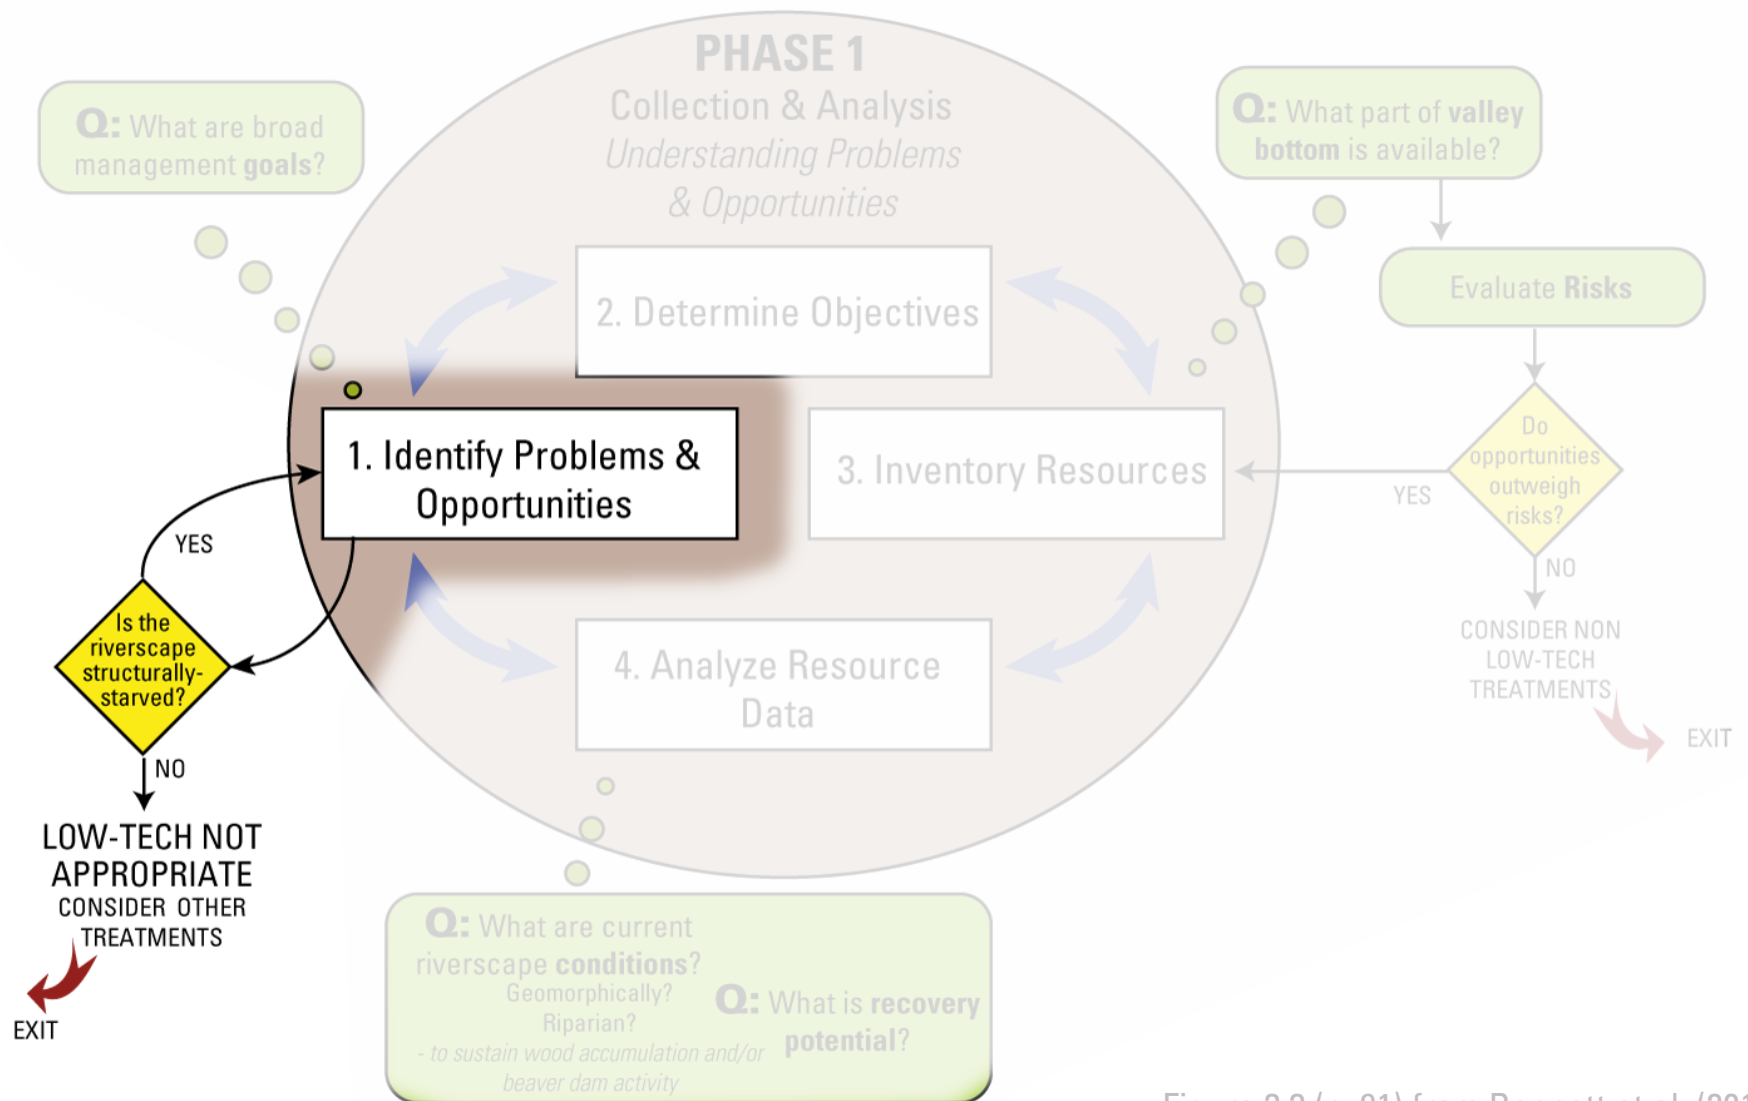 PHASE 1
Collection & Analysis
Understanding Problems
& Opportunities
Q: What are broad
management goals?
Q: What part of valley
bottom is available?
Evaluate Risks
2. Determine Objectives
1. Identify Problems &
Opportunities
3. Inventory Resources
Do
opportunities
outweigh
risks?
YES
NO
CONSIDER NON
LOW-TECH
TREATMENTS
EXIT
YES
Is the
riverscape
structurally-
starved?
NO
LOW-TECH NOT
APPROPRIATE
CONSIDER OTHER
TREATMENTS
EXIT
4. Analyze Resource
Data
Q: What are current
riverscape conditions?
Geomorphically?
Riparian?
- to sustain wood accumulation and/or
beaver dam activity
Q: What is recovery
potential?
from